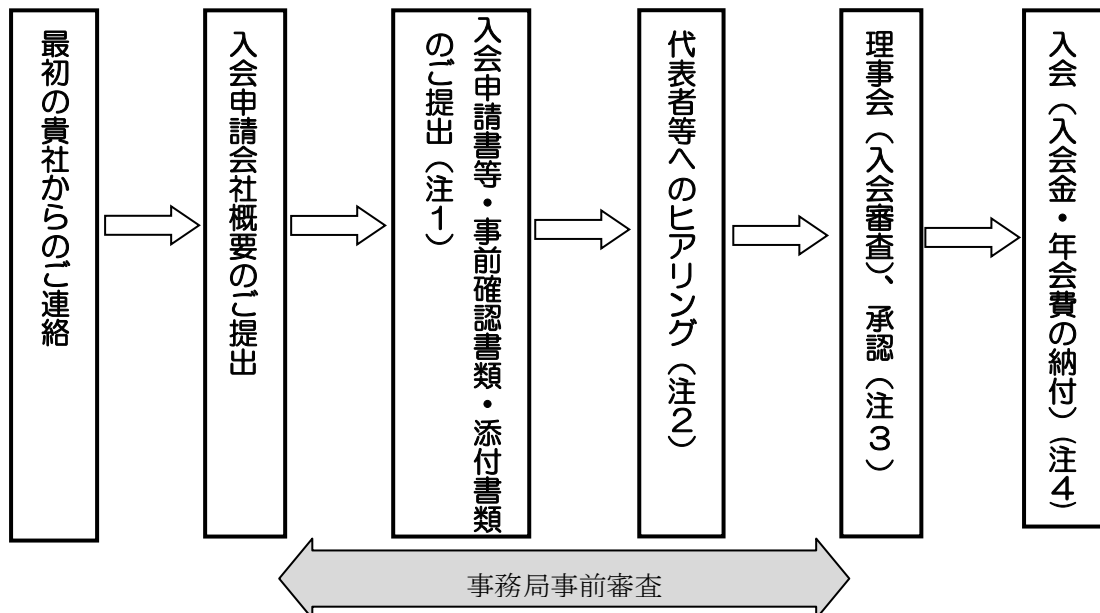 最初の貴社からのご連絡
入会申請会社概要のご提出
入会申請書等・事前確認書類・添付書類
のご提出（注１）
代表者等へのヒアリング（注２）
理事会（入会審査）、承認（注３）
入会（入会金・年会費の納付）（注４）
事務局事前審査